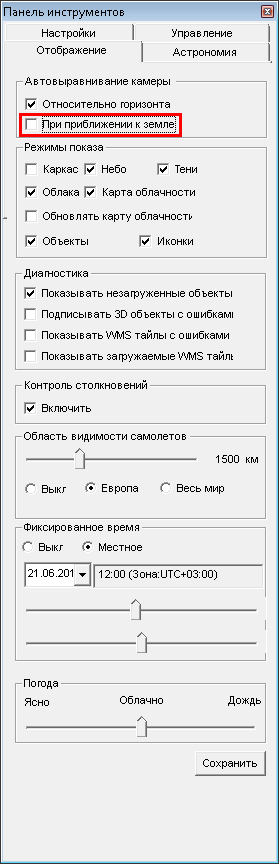 Панель инструментов
Настройки Управление
Отображение Астрономия
Автовыравнивание камеры
Относительно горизонта
При приближении к земле
Режимы показа
Каркас Небо Тени
Облака Карта облачности
Обновлять карту облачности
Объекты Иконки
Диагностика
Показывать незагруженные объекты
Подписывать 3D объекты с ошибками
Показывать WMS тайлы с ошибками
Показывать загружаемые WMS тайль
Контроль столкновений
Включить
Область видимости самолетов
1500 км
Выкл Европа Весь мир
Фиксированное время
Выкл Местное
21.06.201 12:00 (Зона:UTC+03:00)
Погода
Ясно Облачно Дождь
Сохранить